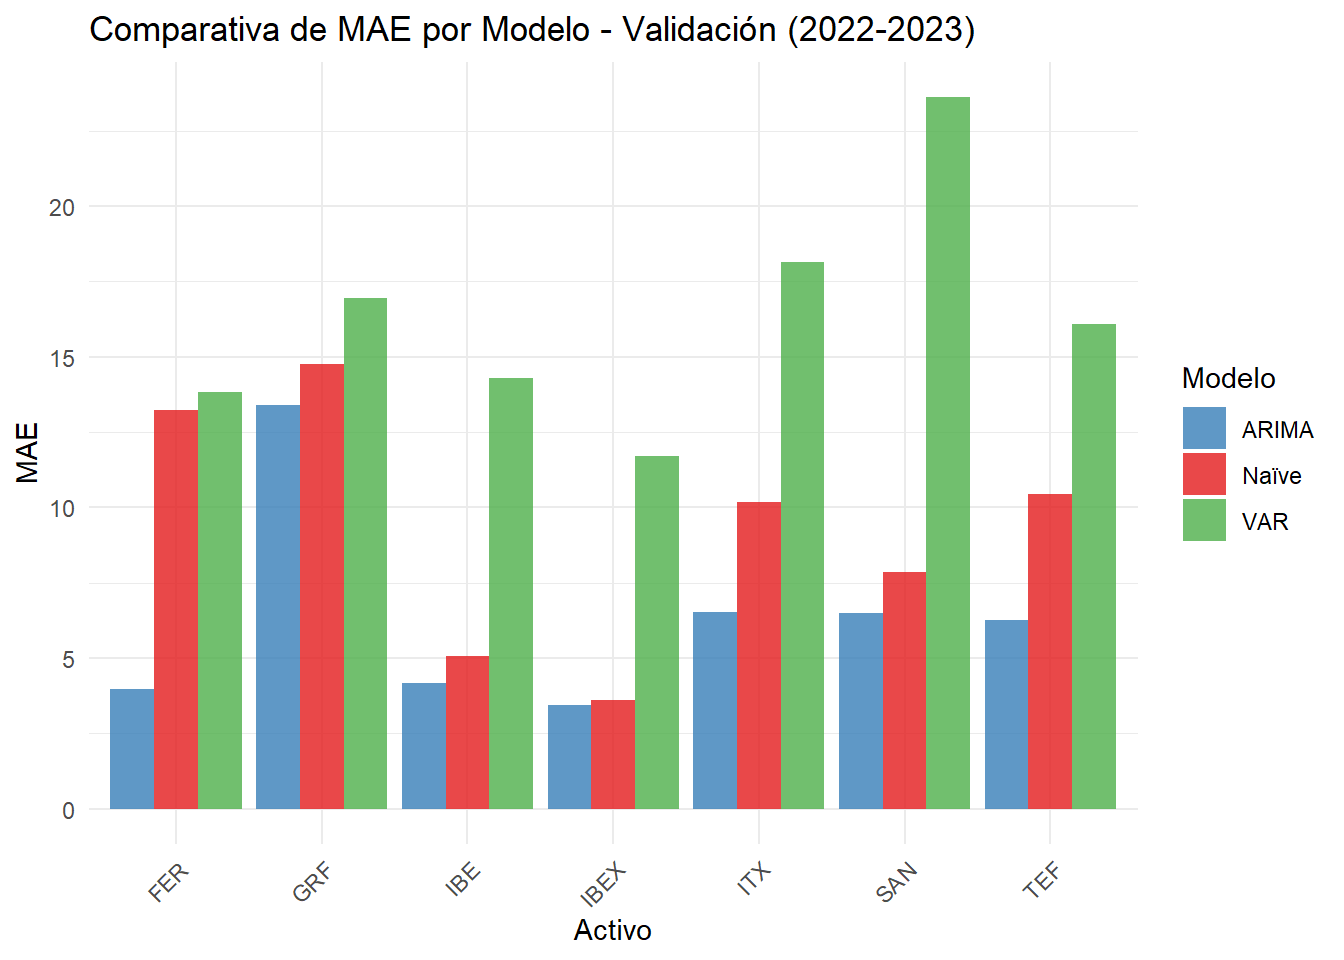 Comparativa de MAE por Modelo - Validación (2022-2023)
MAE
20
15
10
5
0
FER
GRF
IBE
IBEX
ITX
SAN
TEF
Activo
Modelo
ARIMA
Naïve
VAR